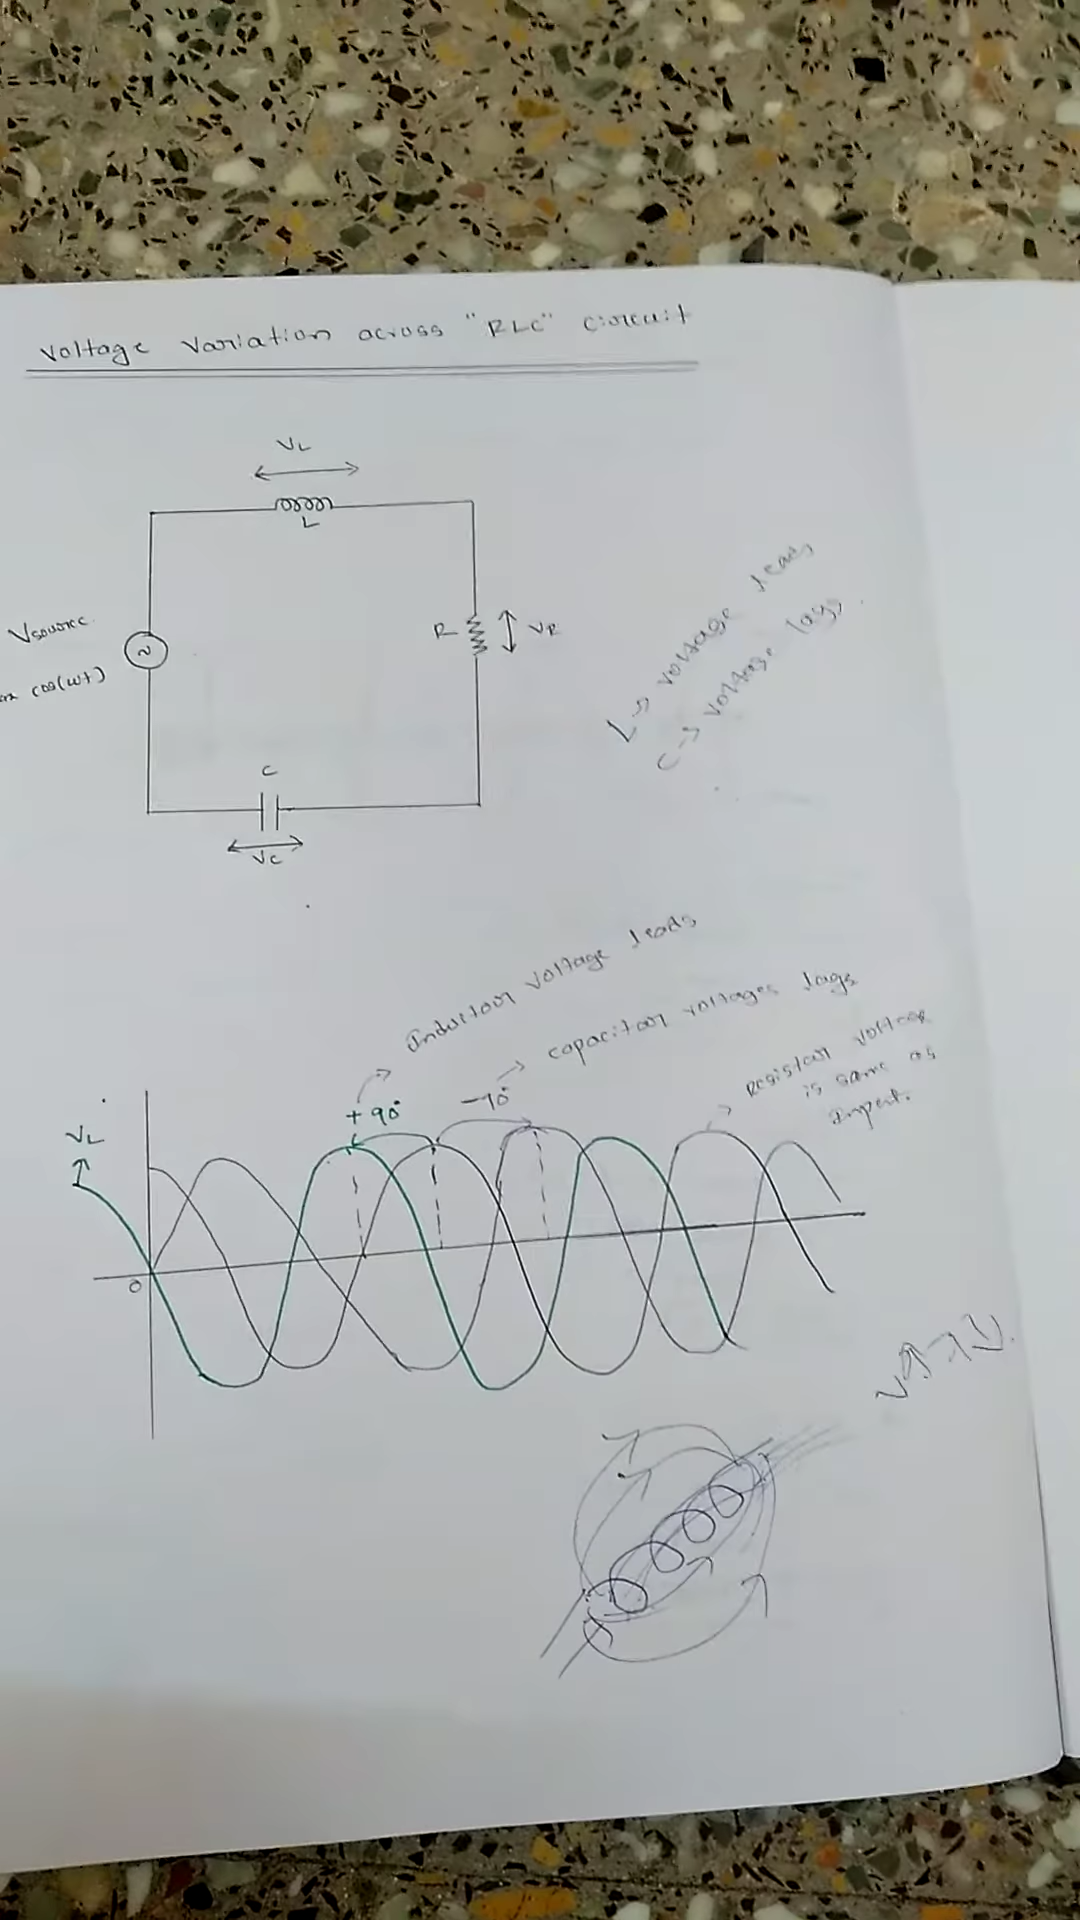 Voltage Variation across "RLC" circuit
VL
L
Vsource
cos(ωt)
~
R
VR
C
VC
L → voltage leads
C → voltage lags.
Inductor voltage leads
capacitor voltages lags
Resistor voltage
is same as
Input.
+90°
-90°
VL
0